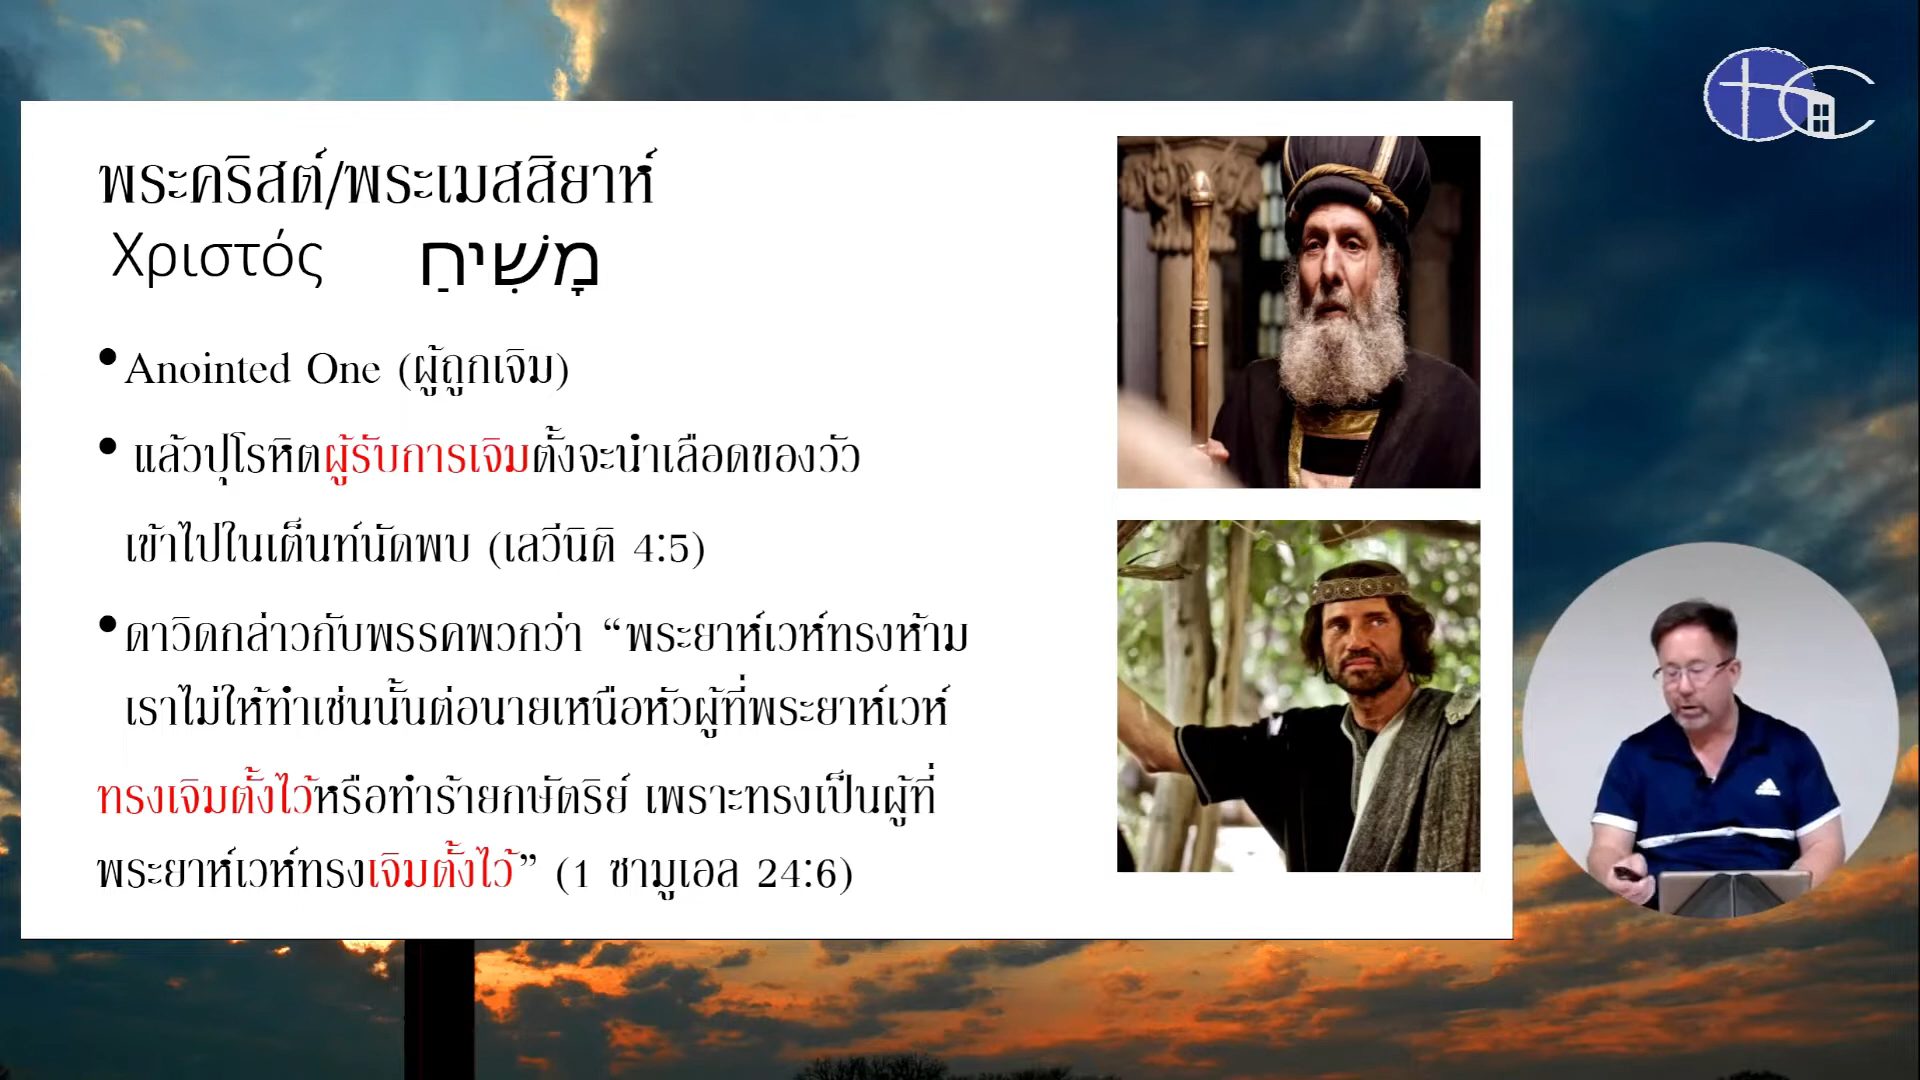 พระคริสต์/พระเมสสิยาห์
Χριστός מָשִׁיחַ
•Anointed One (ผู้ถูกเจิม)
• แล้วปุโรหิตผู้รับการเจิมตั้งจะนำเลือดของวัว
เข้าไปในเต็นท์นัดพบ (เลวีนิติ 4:5)
•ดาวิดกล่าวกับพรรคพวกว่า “พระยาห์เวห์ทรงห้าม
เราไม่ให้ทำเช่นนั้นต่อนายเหนือหัวผู้ที่พระยาห์เวห์
ทรงเจิมตั้งไว้หรือทำร้ายกษัตริย์ เพราะทรงเป็นผู้ที่
พระยาห์เวห์ทรงเจิมตั้งไว้” (1 ซามูเอล 24:6)